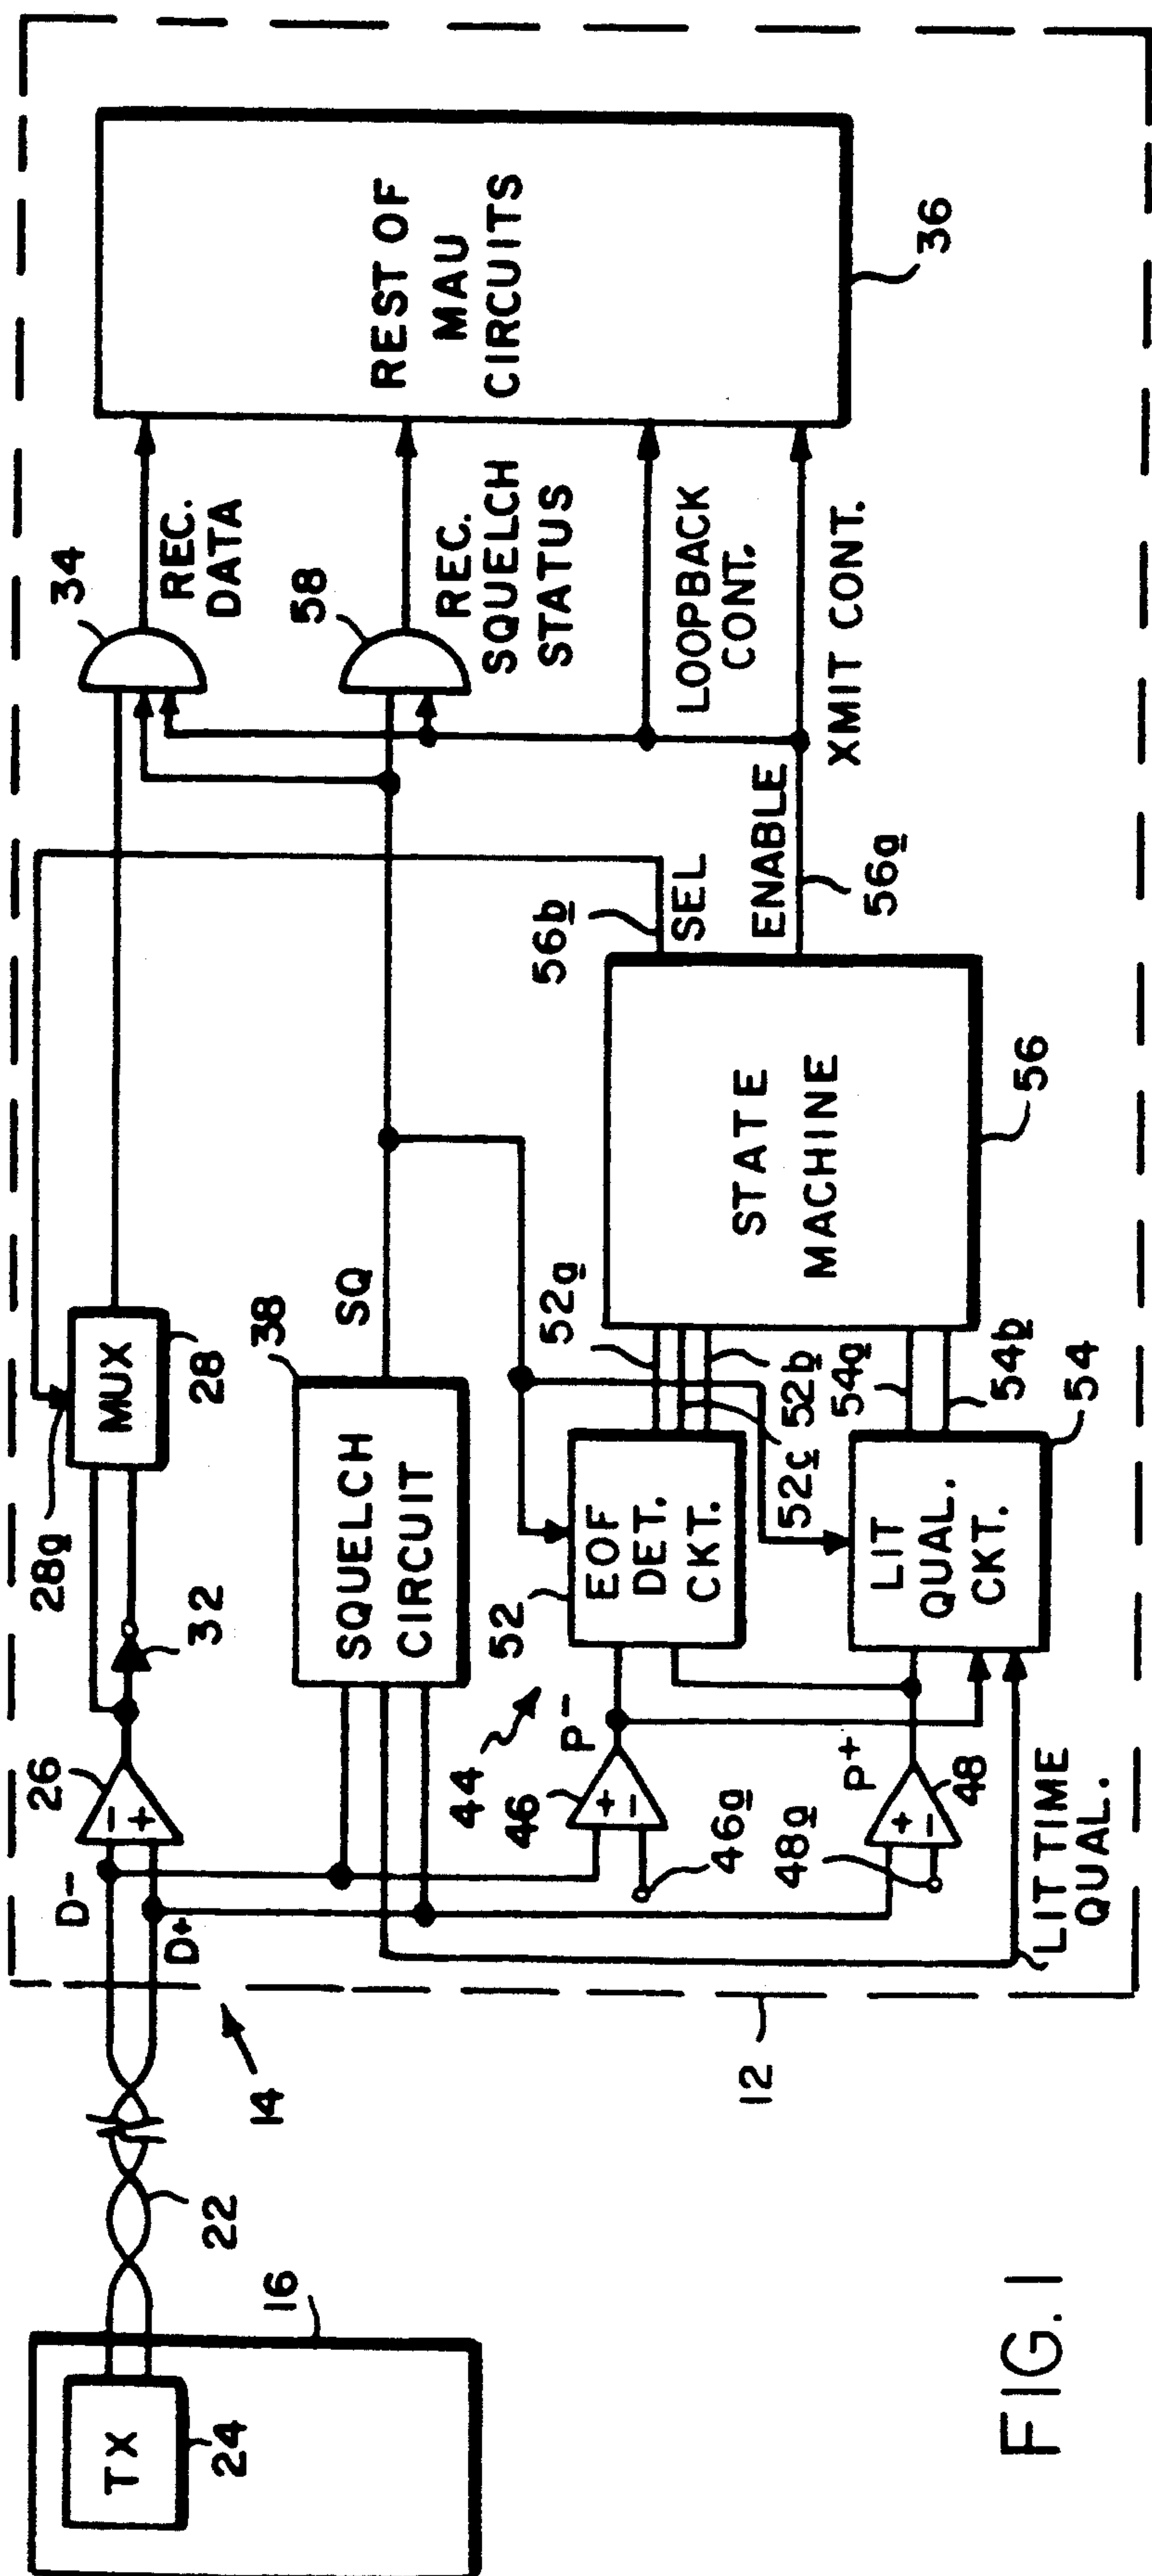 TX
24
16
22
14
12
D-
D+
26
32
28a
MUX
28
34
REC.
DATA
58
REC.
SQUELCH
STATUS
LOOPBACK
CONT.
XMIT CONT.
REST OF
MAU
CIRCUITS
36
SQUELCH
CIRCUIT
38
SQ
44
46
+
-
46a
P-
48
+
-
48a
P+
LIT TIME
QUAL.
52
EOF
DET.
CKT.
52a
52b
52c
LIT
QUAL.
CKT.
54
54a
54b
STATE
MACHINE
56
56b
SEL
ENABLE
56a
FIG. 1